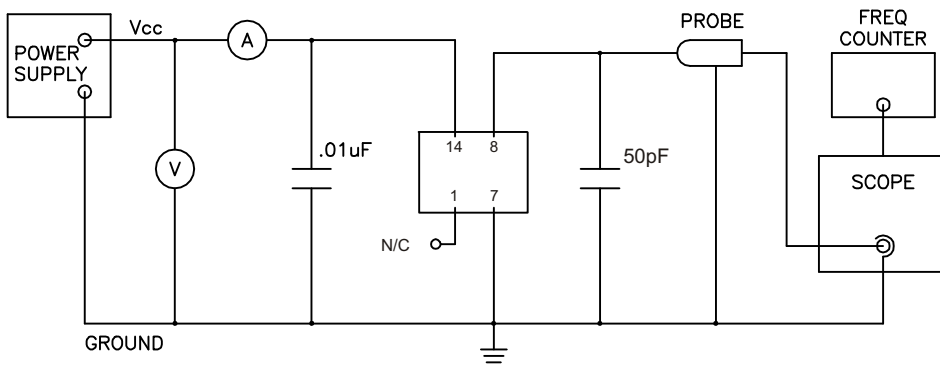 POWER
SUPPLY
Vcc
A
V
.01uF
14 8
1 7
N/C
50pF
PROBE
FREQ
COUNTER
SCOPE
GROUND